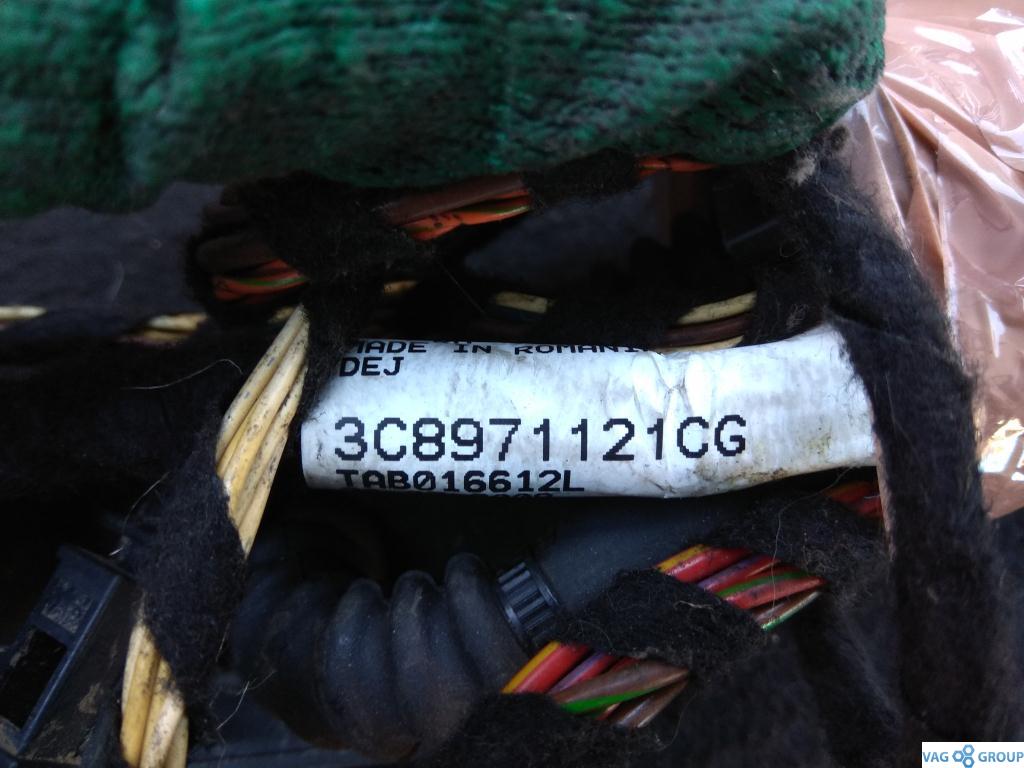 MADE IN ROMANIA
DEJ
3C8971121CG
TAB016612L
VAG GROUP